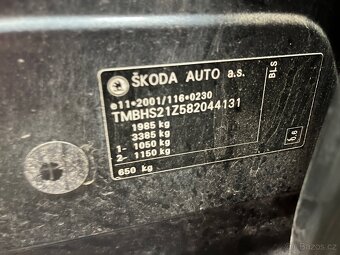 ŠKODA AUTO a.s.
e11*2001/116*0230
TMBHS21Z582044131
1985 kg
3385 kg
1- 1050 kg
2- 1150 kg
650 kg
BLS